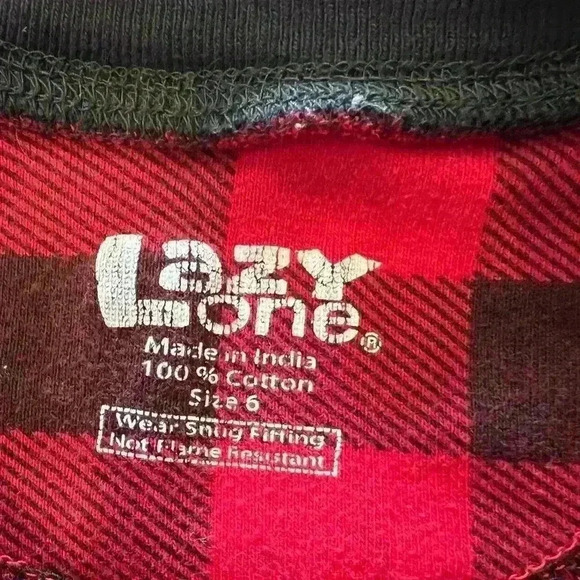 Lazy
one®
Made in India
100 % Cotton
Size 6
Wear Snug Fitting
Not Flame Resistant